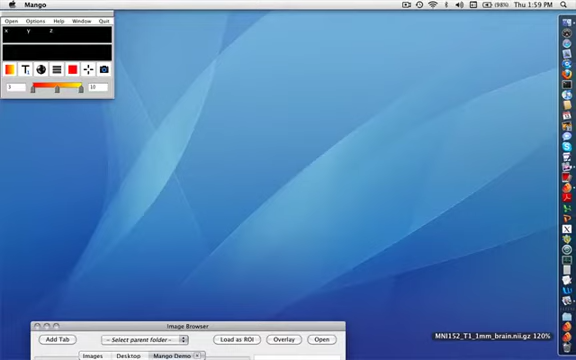 Mango
(98%)
Thu 1:59 PM
Open Options Help Window Quit
x y z
3
10
Image Browser
Add Tab
- Select parent folder -
Load as ROI
Overlay
Open
Images
Desktop
Mango Demo
MNI152_T1_1mm_brain.nii.gz 120%